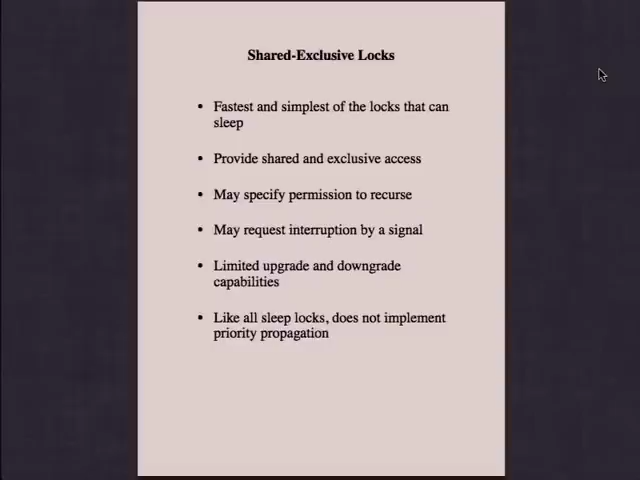 Shared-Exclusive Locks
• Fastest and simplest of the locks that can
sleep
• Provide shared and exclusive access
• May specify permission to recurse
• May request interruption by a signal
• Limited upgrade and downgrade
capabilities
• Like all sleep locks, does not implement
priority propagation